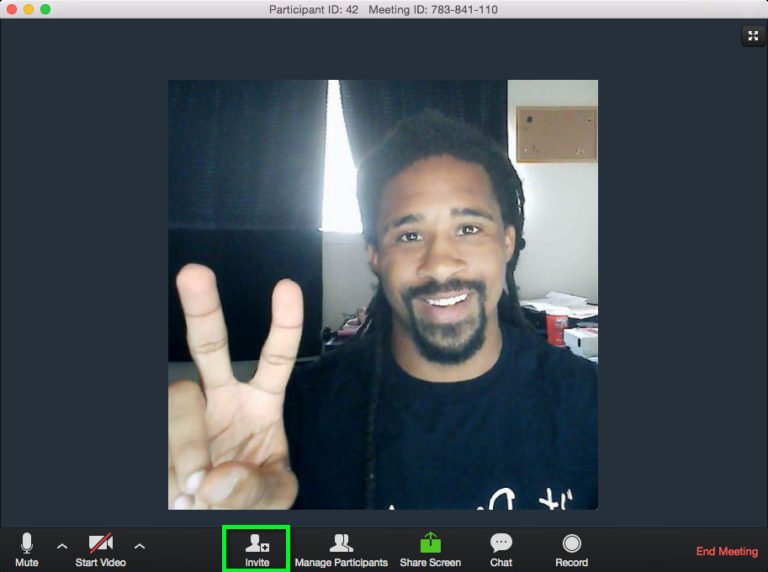 Participant ID: 42 Meeting ID: 783-841-110
Mute
Start Video
Invite
Manage Participants
Share Screen
Chat
Record
End Meeting